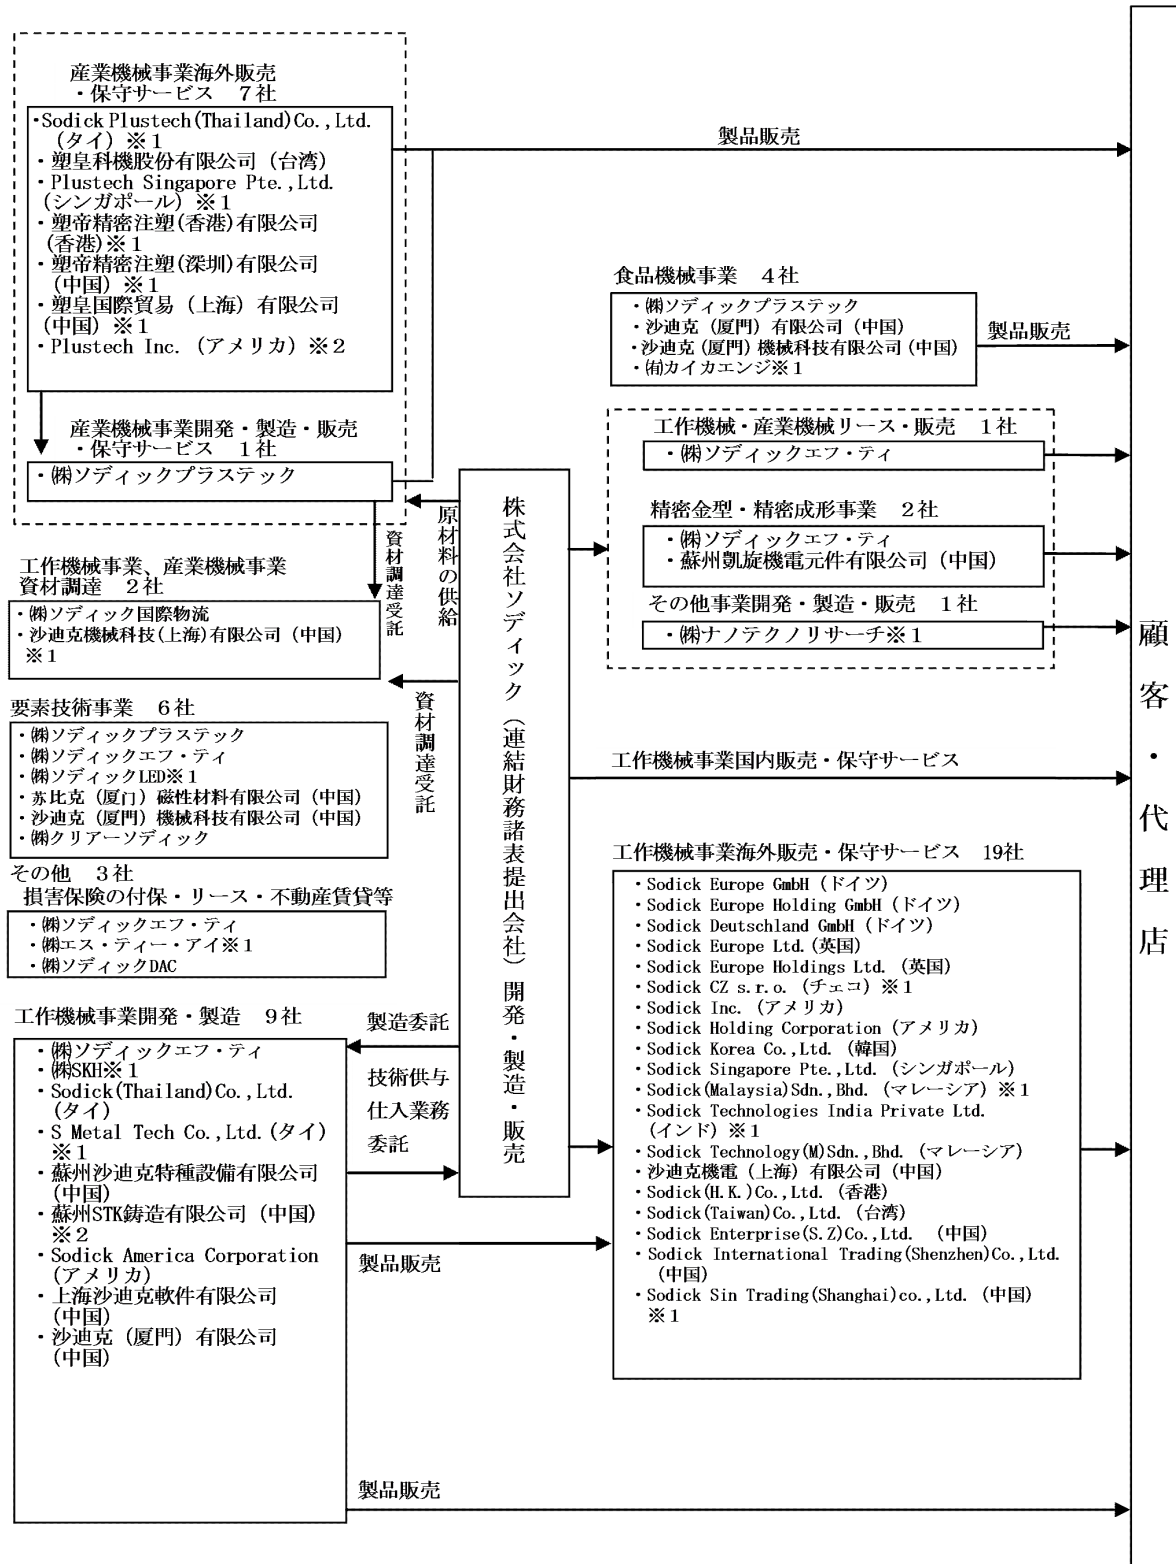 産業機械事業海外販売
・保守サービス 7社
・Sodick Plustech(Thailand)Co.,Ltd.
(タイ)※1
・塑皇科機股份有限公司(台湾)
・Plustech Singapore Pte.,Ltd.
(シンガポール)※1
・塑帝精密注塑(香港)有限公司
(香港)※1
・塑帝精密注塑(深圳)有限公司
(中国)※1
・塑皇国際貿易(上海)有限公司
(中国)※1
・Plustech Inc.(アメリカ)※2
産業機械事業開発・製造・販売
・保守サービス 1社
・㈱ソディックプラステック
工作機械事業、産業機械事業
資材調達 2社
・㈱ソディック国際物流
・沙迪克機械科技(上海)有限公司(中国)
※1
資材調達受託
原材料の供給
資材調達受託
要素技術事業 6社
・㈱ソディックプラステック
・㈱ソディックエフ・ティ
・㈱ソディックLED※1
・苏比克(厦门)磁性材料有限公司(中国)
・沙迪克(厦門)機械科技有限公司(中国)
・㈱クリアーソディック
その他 3社
損害保険の付保・リース・不動産賃貸等
・㈱ソディックエフ・ティ
・㈱エス・ティー・アイ※1
・㈱ソディックDAC
工作機械事業開発・製造 9社
・㈱ソディックエフ・ティ
・㈱SKH※1
・Sodick(Thailand)Co.,Ltd.
(タイ)
・S Metal Tech Co.,Ltd.(タイ)
※1
・蘇州沙迪克特種設備有限公司
(中国)
・蘇州STK鋳造有限公司(中国)
※2
・Sodick America Corporation
(アメリカ)
・上海沙迪克軟件有限公司
(中国)
・沙迪克(厦門)有限公司
(中国)
製造委託
技術供与
仕入業務
委託
製品販売
製品販売
株式会社ソディック(連結財務諸表提出会社)開発・製造・販売
製品販売
食品機械事業 4社
・㈱ソディックプラステック
・沙迪克(厦門)有限公司(中国)
・沙迪克(厦門)機械科技有限公司(中国)
・㈲カイカエンジ※1
製品販売
工作機械・産業機械リース・販売 1社
・㈱ソディックエフ・ティ
精密金型・精密成形事業 2社
・㈱ソディックエフ・ティ
・蘇州凱旋機電元件有限公司(中国)
その他事業開発・製造・販売 1社
・㈱ナノテクノリサーチ※1
工作機械事業国内販売・保守サービス
工作機械事業海外販売・保守サービス 19社
・Sodick Europe GmbH(ドイツ)
・Sodick Europe Holding GmbH(ドイツ)
・Sodick Deutschland GmbH(ドイツ)
・Sodick Europe Ltd.(英国)
・Sodick Europe Holdings Ltd.(英国)
・Sodick CZ s.r.o.(チェコ)※1
・Sodick Inc.(アメリカ)
・Sodick Holding Corporation(アメリカ)
・Sodick Korea Co.,Ltd.(韓国)
・Sodick Singapore Pte.,Ltd.(シンガポール)
・Sodick(Malaysia)Sdn.,Bhd.(マレーシア)※1
・Sodick Technologies India Private Ltd.
(インド)※1
・Sodick Technology(M)Sdn.,Bhd.(マレーシア)
・沙迪克機電(上海)有限公司(中国)
・Sodick(H.K.)Co.,Ltd.(香港)
・Sodick(Taiwan)Co.,Ltd.(台湾)
・Sodick Enterprise(S.Z)Co.,Ltd. (中国)
・Sodick International Trading(Shenzhen)Co.,Ltd.
(中国)
・Sodick Sin Trading(Shanghai)co.,Ltd.(中国)
※1
顧客・代理店